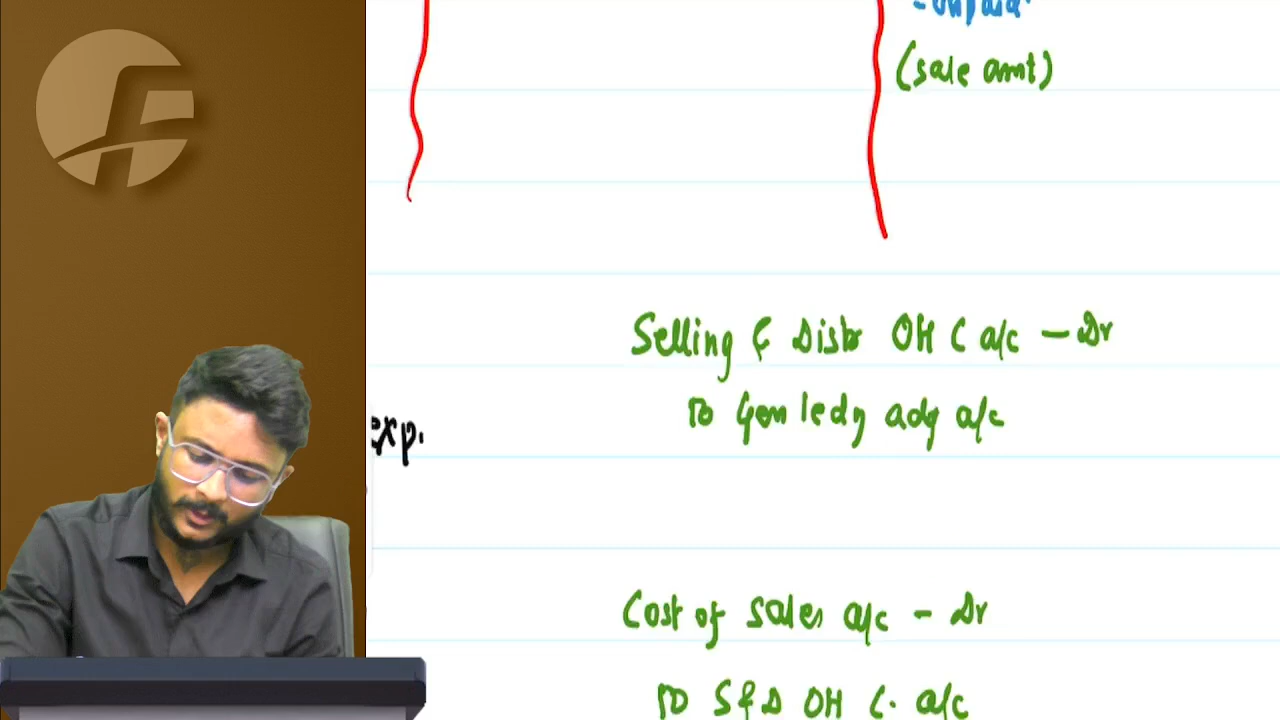 (sale amt)
Selling & Distr OH C a/c – Dr
To Gen ledg adj a/c
exp.
Cost of sales a/c – Dr
To S & D OH C. a/c